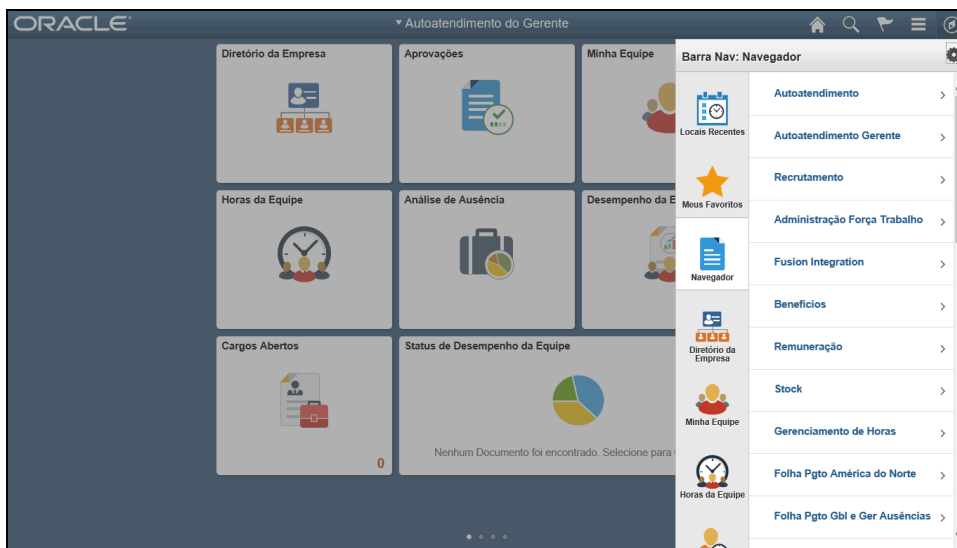 ORACLE
Autoatendimento do Gerente
Diretório da Empresa
Aprovações
Minha Equipe
Horas da Equipe
Análise de Ausência
Desempenho da E
Cargos Abertos
0
Status de Desempenho da Equipe
Nenhum Documento foi encontrado. Selecione para
Barra Nav: Navegador
Locais Recentes
Meus Favoritos
Navegador
Diretório da
Empresa
Minha Equipe
Horas da Equipe
Autoatendimento
Autoatendimento Gerente
Recrutamento
Administração Força Trabalho
Fusion Integration
Benefícios
Remuneração
Stock
Gerenciamento de Horas
Folha Pgto América do Norte
Folha Pgto Gbl e Ger Ausências